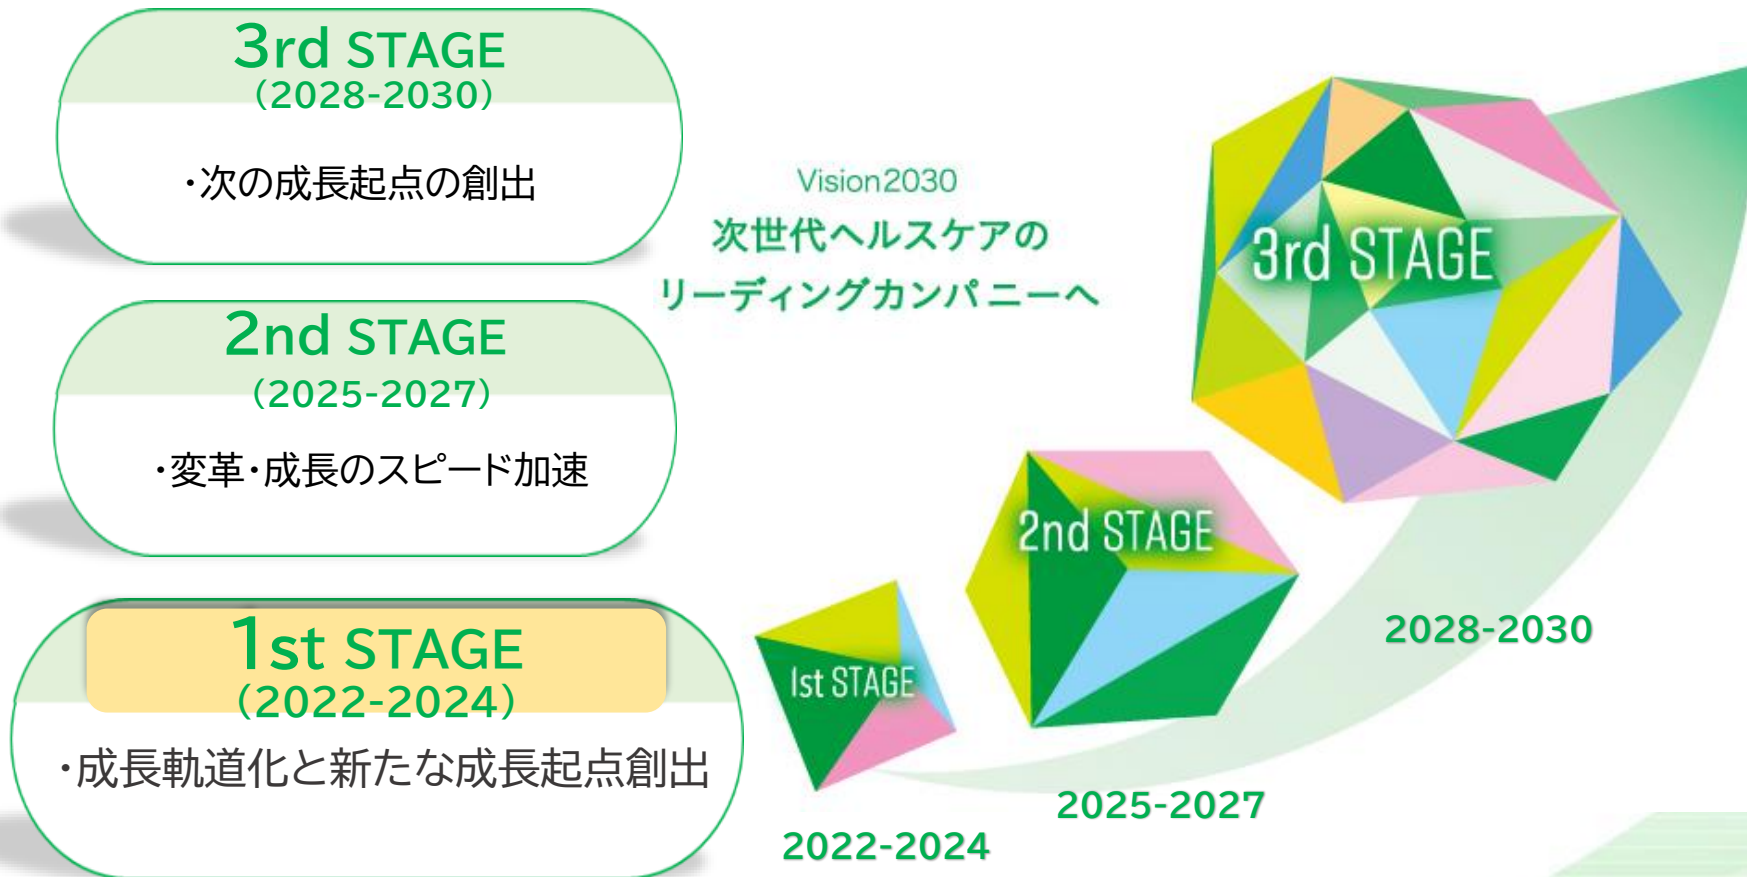 3rd STAGE
(2028-2030)
・次の成長起点の創出
2nd STAGE
(2025-2027)
・変革・成長のスピード加速
1st STAGE
(2022-2024)
・成長軌道化と新たな成長起点創出
Vision2030
次世代ヘルスケアの
リーディングカンパニーへ
3rd STAGE
2nd STAGE
1st STAGE
2028-2030
2025-2027
2022-2024